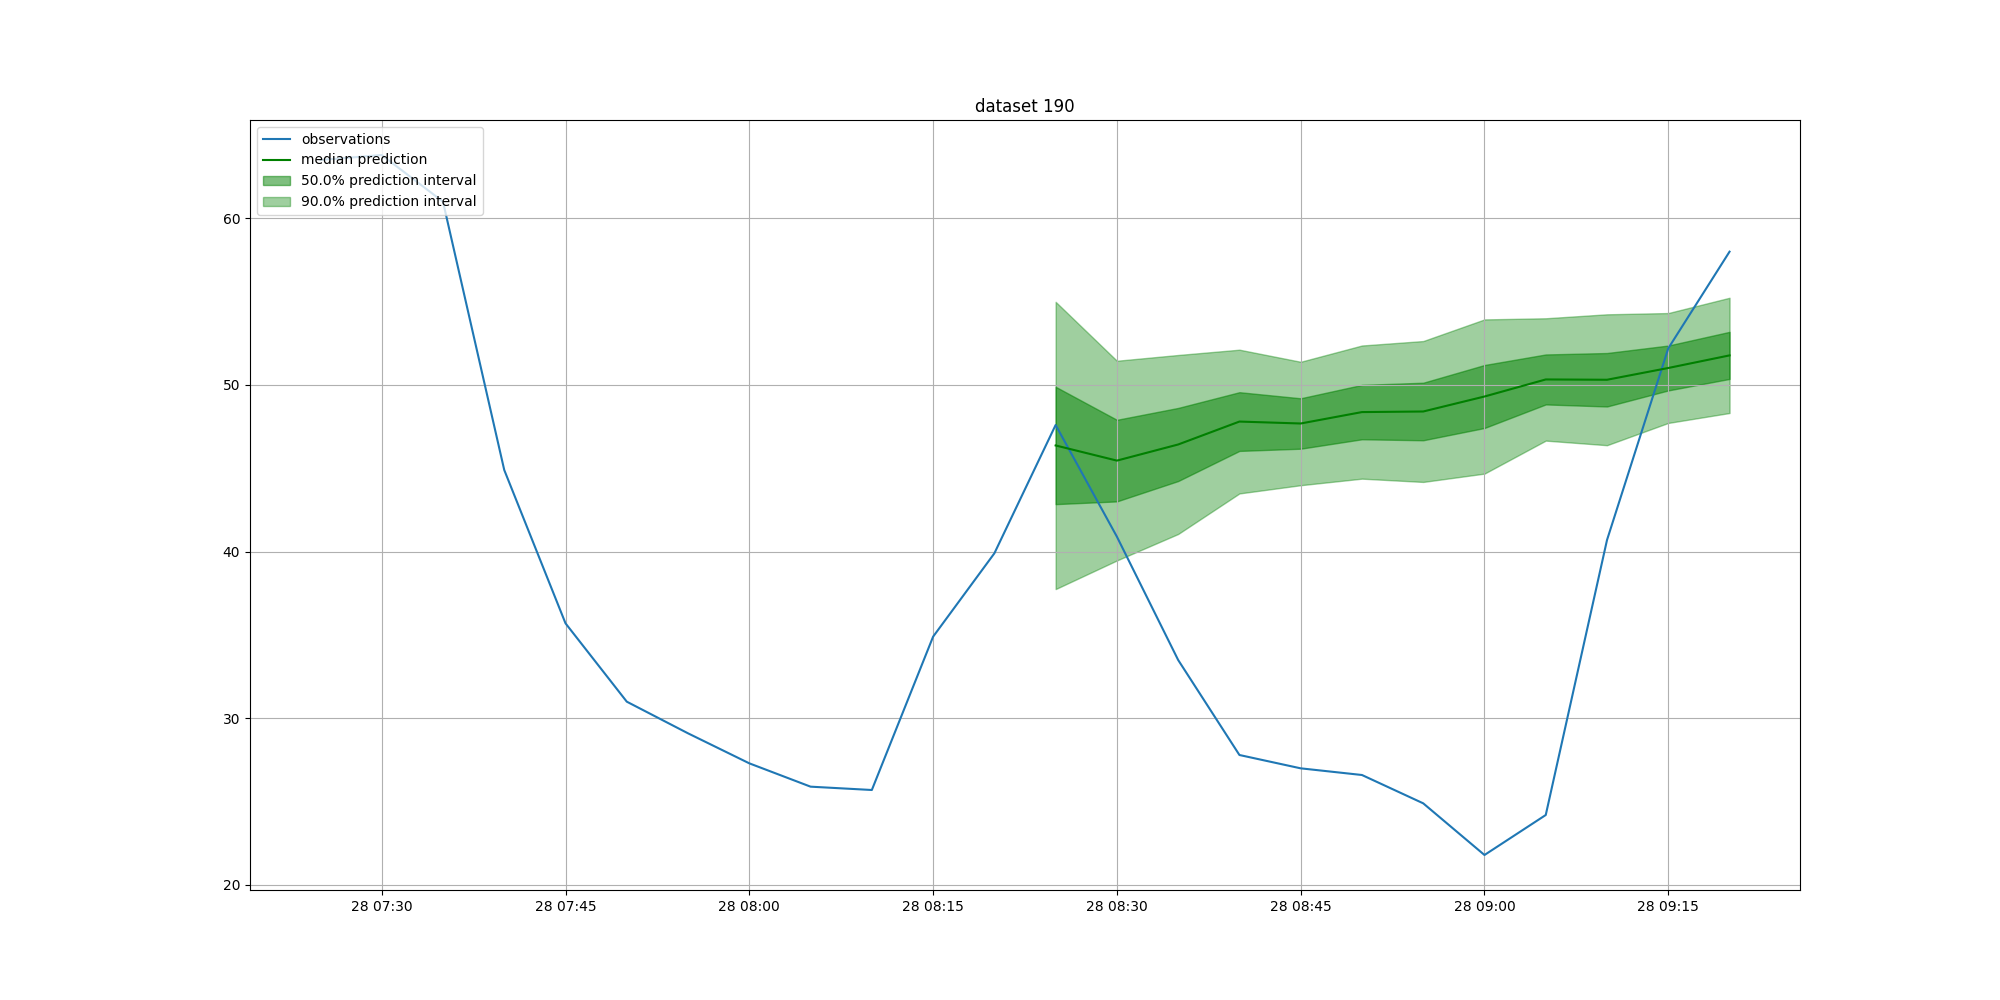 dataset 190
observations
median prediction
50.0% prediction interval
90.0% prediction interval
60
50
40
30
20
28 07:30 28 07:45 28 08:00 28 08:15 28 08:30 28 08:45 28 09:00 28 09:15